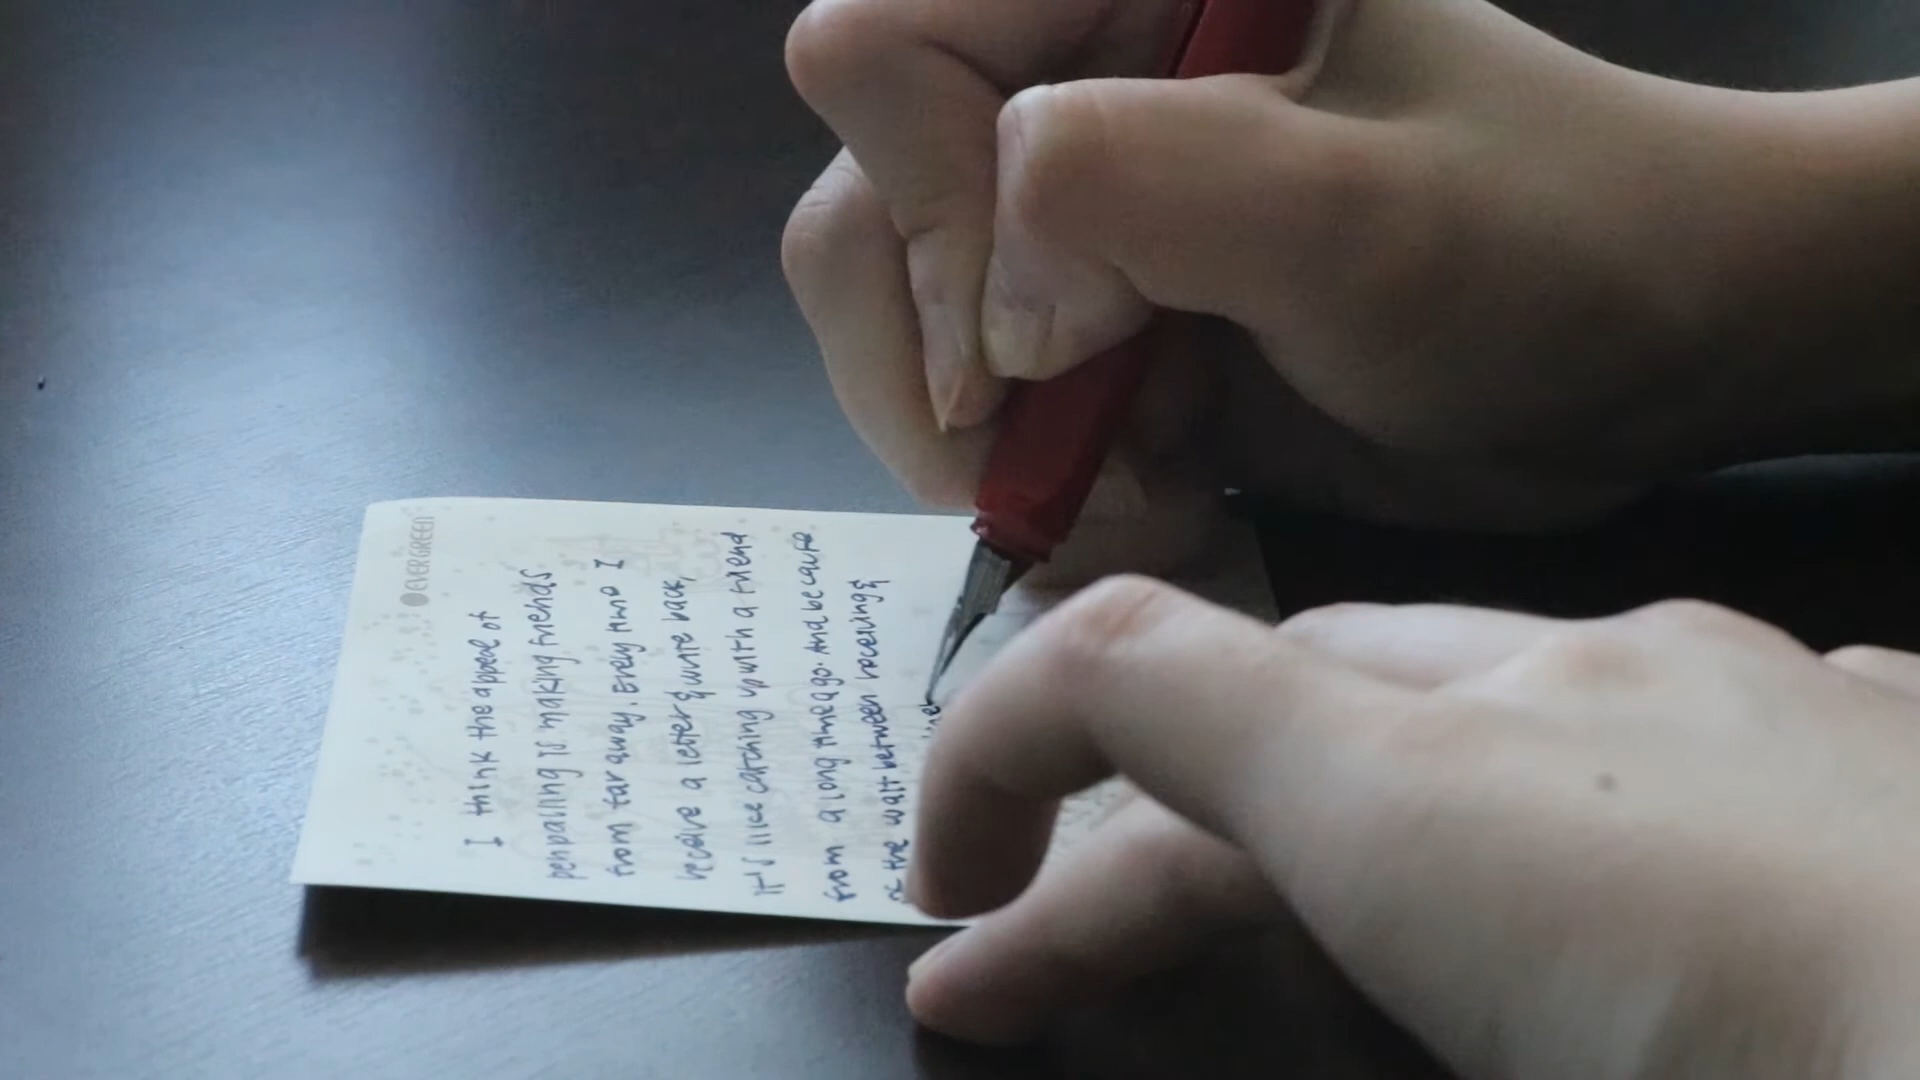 EVERGREEN
I think the appeal of
penpalling is making friends
from far away. Every time I
receive a letter & write back,
it's like catching up with a friend
from a long time ago. And because
of the wait between receiving &